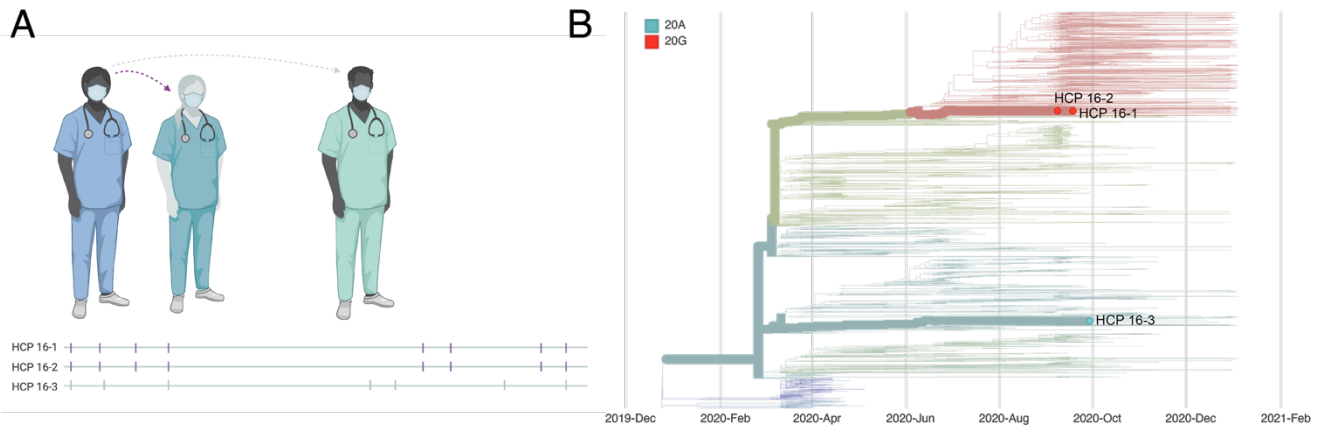 A
HCP 16-1
HCP 16-2
HCP 16-3
B
20A
20G
HCP 16-2
HCP 16-1
HCP 16-3
2019-Dec 2020-Feb 2020-Apr 2020-Jun 2020-Aug 2020-Oct 2020-Dec 2021-Feb